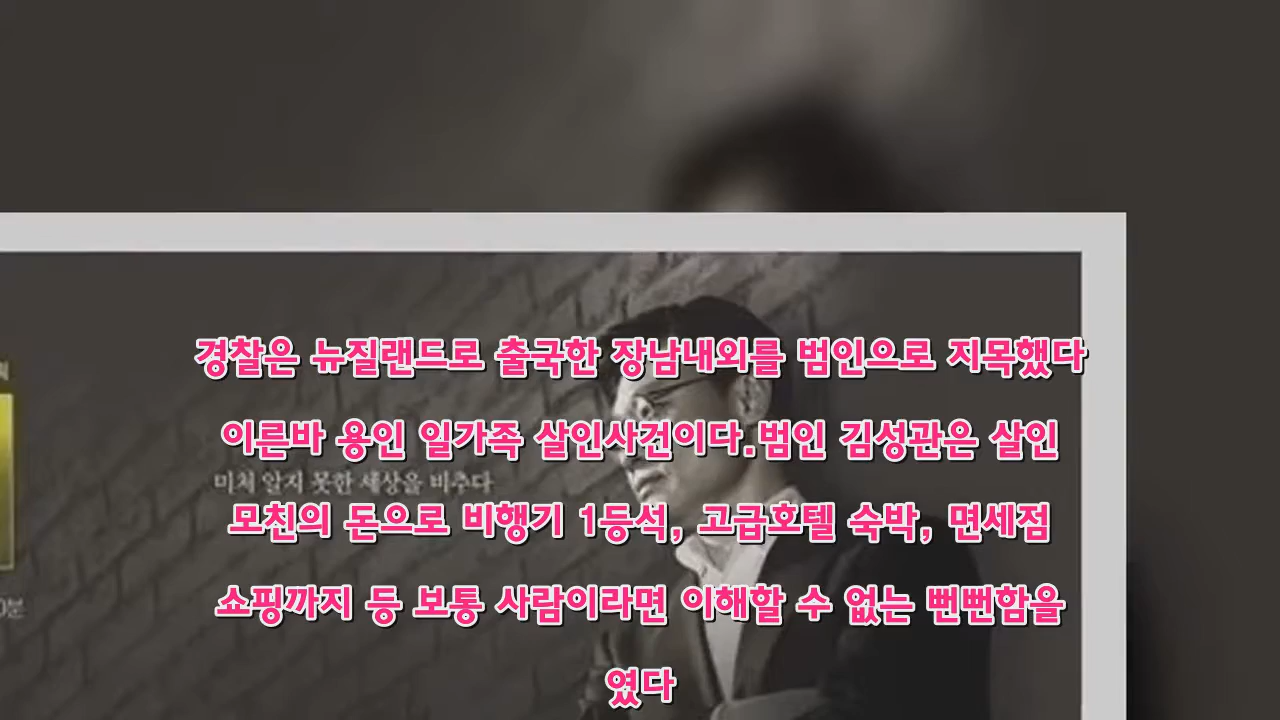 경찰은 뉴질랜드로 출국한 장남내외를 범인으로 지목했다
이른바 용인 일가족 살인사건이다.범인 김성관은 살인
미처 알지 못한 세상을 비추다
모친의 돈으로 비행기 1등석, 고급호텔 숙박, 면세점
쇼핑까지 등 보통 사람이라면 이해할 수 없는 뻔뻔함을
였다